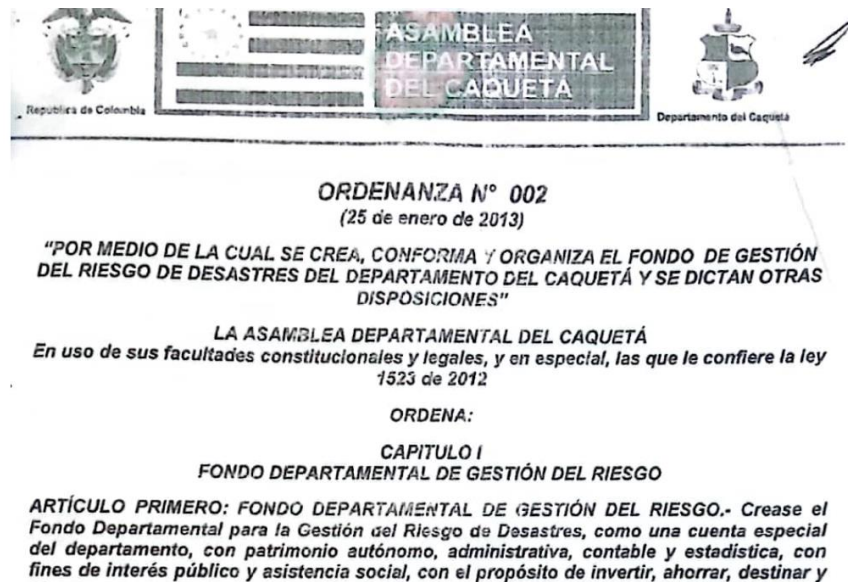 ASAMBLEA
DEPARTAMENTAL
DEL CAQUETÁ
República de Colombia
Departamento del Caquetá
ORDENANZA N° 002
(25 de enero de 2013)
"POR MEDIO DE LA CUAL SE CREA, CONFORMA Y ORGANIZA EL FONDO DE GESTIÓN
DEL RIESGO DE DESASTRES DEL DEPARTAMENTO DEL CAQUETÁ Y SE DICTAN OTRAS
DISPOSICIONES"
LA ASAMBLEA DEPARTAMENTAL DEL CAQUETÁ
En uso de sus facultades constitucionales y legales, y en especial, las que le confiere la ley
1523 de 2012
ORDENA:
CAPITULO I
FONDO DEPARTAMENTAL DE GESTIÓN DEL RIESGO
ARTÍCULO PRIMERO: FONDO DEPARTAMENTAL DE GESTIÓN DEL RIESGO.- Crease el
Fondo Departamental para la Gestión del Riesgo de Desastres, como una cuenta especial
del departamento, con patrimonio autónomo, administrativa, contable y estadística, con
fines de interés público y asistencia social, con el propósito de invertir, ahorrar, destinar y